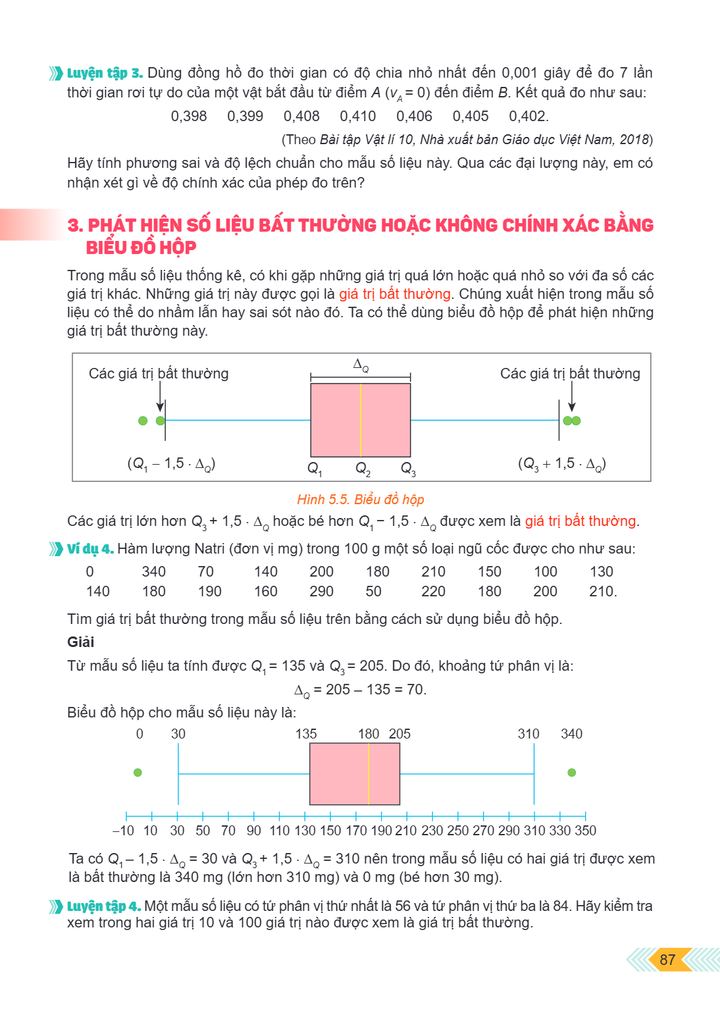 Luyện tập 3. Dùng đồng hồ đo thời gian có độ chia nhỏ nhất đến 0,001 giây để đo 7 lần
thời gian rơi tự do của một vật bắt đầu từ điểm A (v_A = 0) đến điểm B. Kết quả đo như sau:
0,398 0,399 0,408 0,410 0,406 0,405 0,402.
(Theo Bài tập Vật lí 10, Nhà xuất bản Giáo dục Việt Nam, 2018)
Hãy tính phương sai và độ lệch chuẩn cho mẫu số liệu này. Qua các đại lượng này, em có
nhận xét gì về độ chính xác của phép đo trên?
3. PHÁT HIỆN SỐ LIỆU BẤT THƯỜNG HOẶC KHÔNG CHÍNH XÁC BẰNG
BIỂU ĐỒ HỘP
Trong mẫu số liệu thống kê, có khi gặp những giá trị quá lớn hoặc quá nhỏ so với đa số các
giá trị khác. Những giá trị này được gọi là giá trị bất thường. Chúng xuất hiện trong mẫu số
liệu có thể do nhầm lẫn hay sai sót nào đó. Ta có thể dùng biểu đồ hộp để phát hiện những
giá trị bất thường này.
Δ_Q
Các giá trị bất thường Các giá trị bất thường
(Q_1 – 1,5 · Δ_Q) Q_1 Q_2 Q_3 (Q_3 + 1,5 · Δ_Q)
Hình 5.5. Biểu đồ hộp
Các giá trị lớn hơn Q_3 + 1,5 · Δ_Q hoặc bé hơn Q_1 – 1,5 · Δ_Q được xem là giá trị bất thường.
Ví dụ 4. Hàm lượng Natri (đơn vị mg) trong 100 g một số loại ngũ cốc được cho như sau:
0 340 70 140 200 180 210 150 100 130
140 180 190 160 290 50 220 180 200 210.
Tìm giá trị bất thường trong mẫu số liệu trên bằng cách sử dụng biểu đồ hộp.
Giải
Từ mẫu số liệu ta tính được Q_1 = 135 và Q_3 = 205. Do đó, khoảng tứ phân vị là:
Δ_Q = 205 – 135 = 70.
Biểu đồ hộp cho mẫu số liệu này là:
0 30 135 180 205 310 340
–10 10 30 50 70 90 110 130 150 170 190 210 230 250 270 290 310 330 350
Ta có Q_1 – 1,5 · Δ_Q = 30 và Q_3 + 1,5 · Δ_Q = 310 nên trong mẫu số liệu có hai giá trị được xem
là bất thường là 340 mg (lớn hơn 310 mg) và 0 mg (bé hơn 30 mg).
Luyện tập 4. Một mẫu số liệu có tứ phân vị thứ nhất là 56 và tứ phân vị thứ ba là 84. Hãy kiểm tra
xem trong hai giá trị 10 và 100 giá trị nào được xem là giá trị bất thường.
87